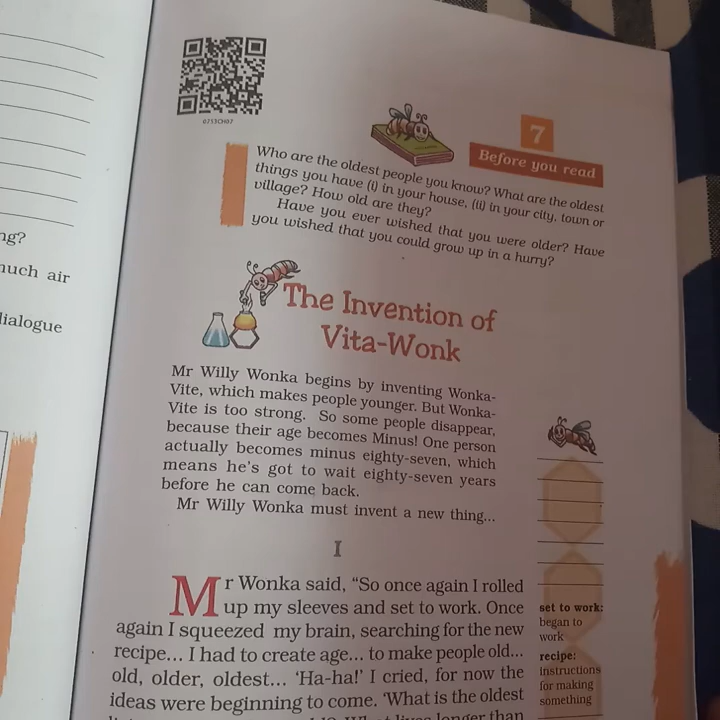 ng?
much air
dialogue
0753CH07
7
Before you read
Who are the oldest people you know? What are the oldest
things you have (i) in your house, (ii) in your city, town or
village? How old are they?
Have you ever wished that you were older? Have
you wished that you could grow up in a hurry?
The Invention of
Vita-Wonk
Mr Willy Wonka begins by inventing Wonka-
Vite, which makes people younger. But Wonka-
Vite is too strong. So some people disappear,
because their age becomes Minus! One person
actually becomes minus eighty-seven, which
means he's got to wait eighty-seven years
before he can come back.
Mr Willy Wonka must invent a new thing...
I
Mr Wonka said, “So once again I rolled
up my sleeves and set to work. Once
again I squeezed my brain, searching for the new
recipe... I had to create age... to make people old...
old, older, oldest... ‘Ha-ha!’ I cried, for now the
ideas were beginning to come. ‘What is the oldest
longer than
set to work:
began to
work
recipe:
instructions
for making
something